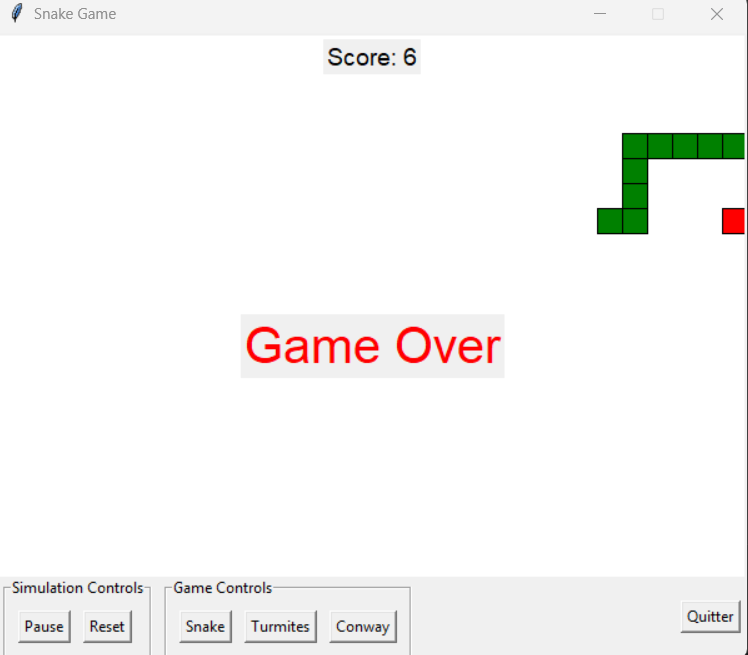 Snake Game
Score: 6
Game Over
Simulation Controls
Game Controls
Pause
Reset
Snake
Turmites
Conway
Quitter